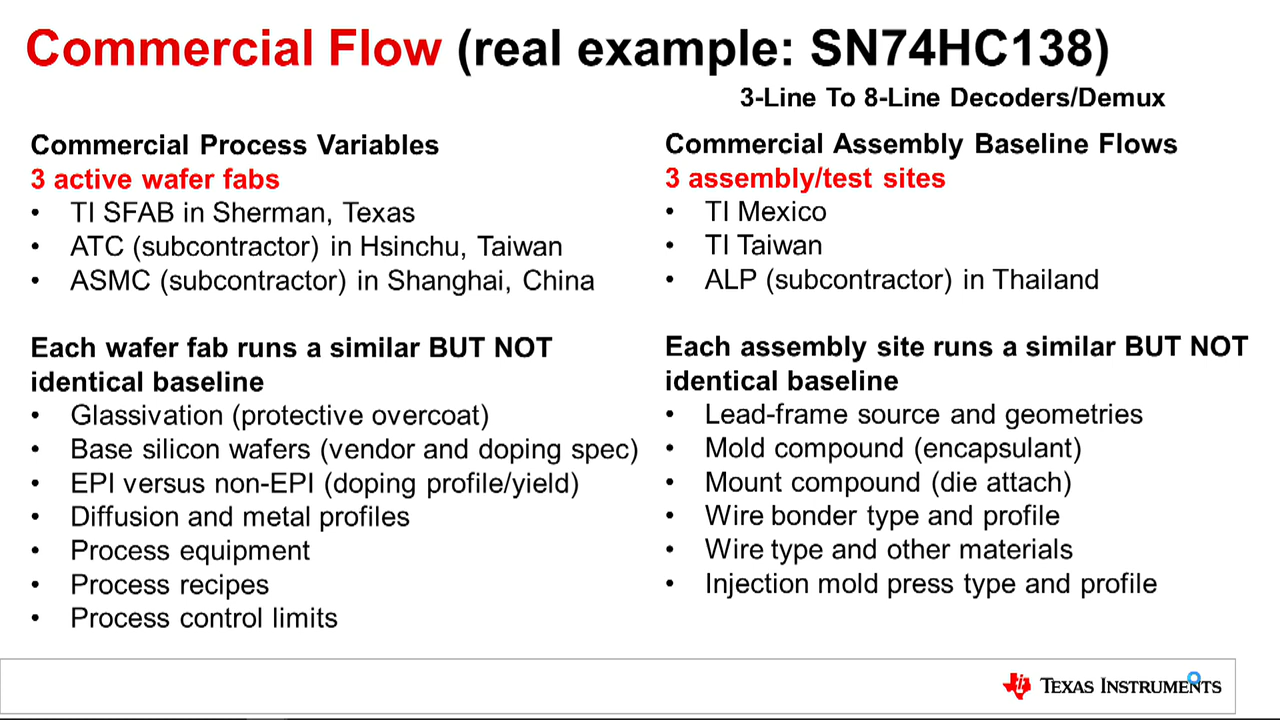 Commercial Flow (real example: SN74HC138)
3-Line To 8-Line Decoders/Demux
Commercial Process Variables
3 active wafer fabs
• TI SFAB in Sherman, Texas
• ATC (subcontractor) in Hsinchu, Taiwan
• ASMC (subcontractor) in Shanghai, China
Each wafer fab runs a similar BUT NOT
identical baseline
• Glassivation (protective overcoat)
• Base silicon wafers (vendor and doping spec)
• EPI versus non-EPI (doping profile/yield)
• Diffusion and metal profiles
• Process equipment
• Process recipes
• Process control limits
Commercial Assembly Baseline Flows
3 assembly/test sites
• TI Mexico
• TI Taiwan
• ALP (subcontractor) in Thailand
Each assembly site runs a similar BUT NOT
identical baseline
• Lead-frame source and geometries
• Mold compound (encapsulant)
• Mount compound (die attach)
• Wire bonder type and profile
• Wire type and other materials
• Injection mold press type and profile
TEXAS INSTRUMENTS